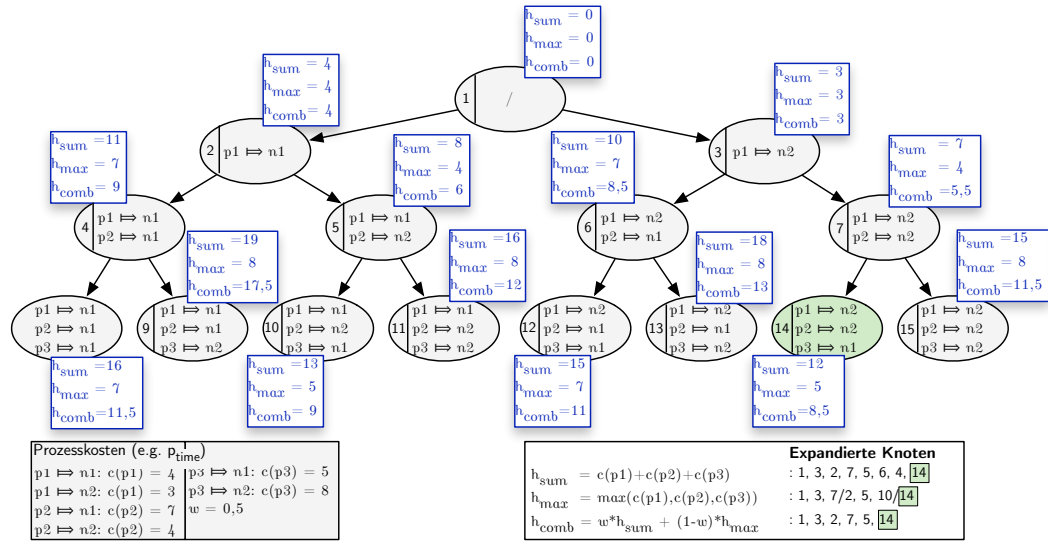 h_sum = 0
h_max = 0
h_comb= 0
1 /
h_sum = 4
h_max = 4
h_comb= 4
2 p1 ⤇ n1
h_sum = 3
h_max = 3
h_comb= 3
3 p1 ⤇ n2
h_sum =11
h_max = 7
h_comb= 9
4 p1 ⤇ n1
p2 ⤇ n1
h_sum = 8
h_max = 4
h_comb= 6
5 p1 ⤇ n1
p2 ⤇ n2
h_sum =10
h_max = 7
h_comb=8,5
6 p1 ⤇ n2
p2 ⤇ n1
h_sum = 7
h_max = 4
h_comb=5,5
7 p1 ⤇ n2
p2 ⤇ n2
p1 ⤇ n1
p2 ⤇ n1
p3 ⤇ n1
h_sum =16
h_max = 7
h_comb=11,5
h_sum =19
h_max = 8
h_comb=17,5
9 p1 ⤇ n1
p2 ⤇ n1
p3 ⤇ n2
10 p1 ⤇ n1
p2 ⤇ n2
p3 ⤇ n1
h_sum =13
h_max = 5
h_comb= 9
h_sum =16
h_max = 8
h_comb=12
11 p1 ⤇ n1
p2 ⤇ n2
p3 ⤇ n2
12 p1 ⤇ n2
p2 ⤇ n1
p3 ⤇ n1
h_sum =15
h_max = 7
h_comb=11
h_sum =18
h_max = 8
h_comb=13
13 p1 ⤇ n2
p2 ⤇ n1
p3 ⤇ n2
14 p1 ⤇ n2
p2 ⤇ n2
p3 ⤇ n1
h_sum =12
h_max = 5
h_comb=8,5
h_sum =15
h_max = 8
h_comb=11,5
15 p1 ⤇ n2
p2 ⤇ n2
p3 ⤇ n2
Prozesskosten (e.g. p_time)
p1 ⤇ n1: c(p1) = 4
p1 ⤇ n2: c(p1) = 3
p2 ⤇ n1: c(p2) = 7
p2 ⤇ n2: c(p2) = 4
p3 ⤇ n1: c(p3) = 5
p3 ⤇ n2: c(p3) = 8
w = 0,5
Expandierte Knoten
h_sum = c(p1)+c(p2)+c(p3) : 1, 3, 2, 7, 5, 6, 4, 14
h_max = max(c(p1),c(p2),c(p3)) : 1, 3, 7/2, 5, 10/14
h_comb = w*h_sum + (1-w)*h_max : 1, 3, 2, 7, 5, 14